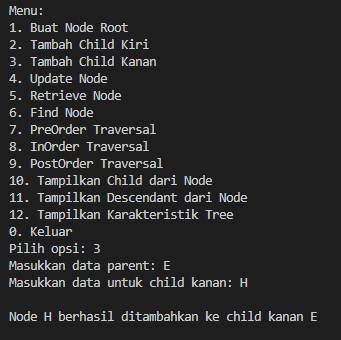 Menu:
1. Buat Node Root
2. Tambah Child Kiri
3. Tambah Child Kanan
4. Update Node
5. Retrieve Node
6. Find Node
7. PreOrder Traversal
8. InOrder Traversal
9. PostOrder Traversal
10. Tampilkan Child dari Node
11. Tampilkan Descendant dari Node
12. Tampilkan Karakteristik Tree
0. Keluar
Pilih opsi: 3
Masukkan data parent: E
Masukkan data untuk child kanan: H
Node H berhasil ditambahkan ke child kanan E